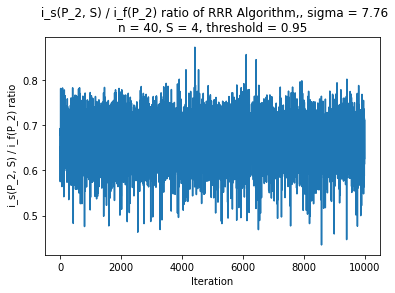 i_s(P_2, S) / i_f(P_2) ratio of RRR Algorithm,, sigma = 7.76
n = 40, S = 4, threshold = 0.95
i_s(P_2, S) / i_f(P_2) ratio
0.8
0.7
0.6
0.5
0 2000 4000 6000 8000 10000
Iteration